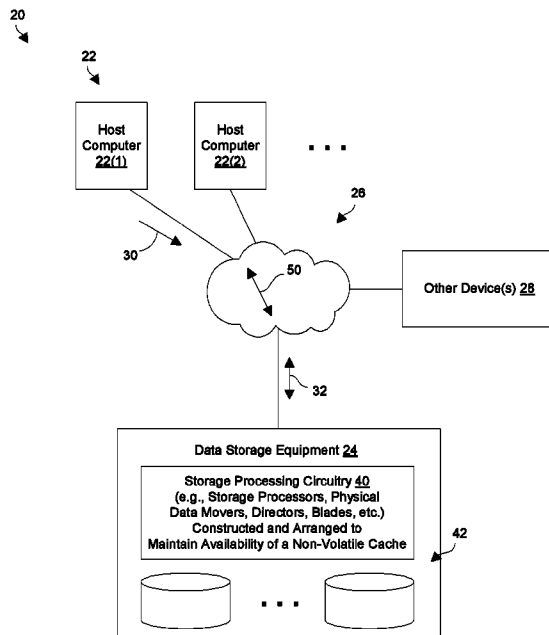 20
22
Host
Computer
22(1)
Host
Computer
22(2)
26
30
50
Other Device(s) 28
32
Data Storage Equipment 24
Storage Processing Circuitry 40
(e.g., Storage Processors, Physical
Data Movers, Directors, Blades, etc.)
Constructed and Arranged to
Maintain Availability of a Non-Volatile Cache
42